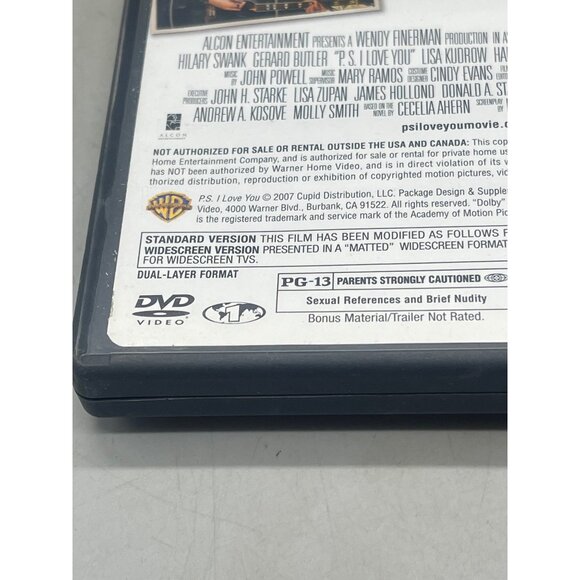 ALCON ENTERTAINMENT PRESENTS A WENDY FINERMAN PRODUCTION IN
HILARY SWANK GERARD BUTLER "P.S. I LOVE YOU" LISA KUDROW
MUSIC BY JOHN POWELL MUSIC SUPERVISOR MARY RAMOS COSTUME DESIGNER CINDY EVANS
EXECUTIVE PRODUCERS JOHN H. STARKE LISA ZUPAN JAMES HOLLOND DONALD A.
ANDREW A. KOSOVE MOLLY SMITH BASED ON THE NOVEL BY CECELIA AHERN SCREENPLAY BY
ALCON
psiloveyoumovie.
NOT AUTHORIZED FOR SALE OR RENTAL OUTSIDE THE USA AND CANADA: This
Home Entertainment Company, and is authorized for sale or rental for private home
has NOT been authorized by Warner Home Video, and is in direct violation of its
thorized distribution, reproduction or exhibition of copyrighted motion pictures,
WB
P.S. I Love You © 2007 Cupid Distribution, LLC. Package Design &
Video, 4000 Warner Blvd., Burbank, CA 91522. All rights reserved. "Dolby"
is the registered trademark and service mark of the Academy of Motion
STANDARD VERSION THIS FILM HAS BEEN MODIFIED AS FOLLOWS
WIDESCREEN VERSION PRESENTED IN A "MATTED" WIDESCREEN FORMAT
FOR WIDESCREEN TVS.
DUAL-LAYER FORMAT
PG-13 PARENTS STRONGLY CAUTIONED
Sexual References and Brief Nudity
Bonus Material/Trailer Not Rated.
DVD
VIDEO
1